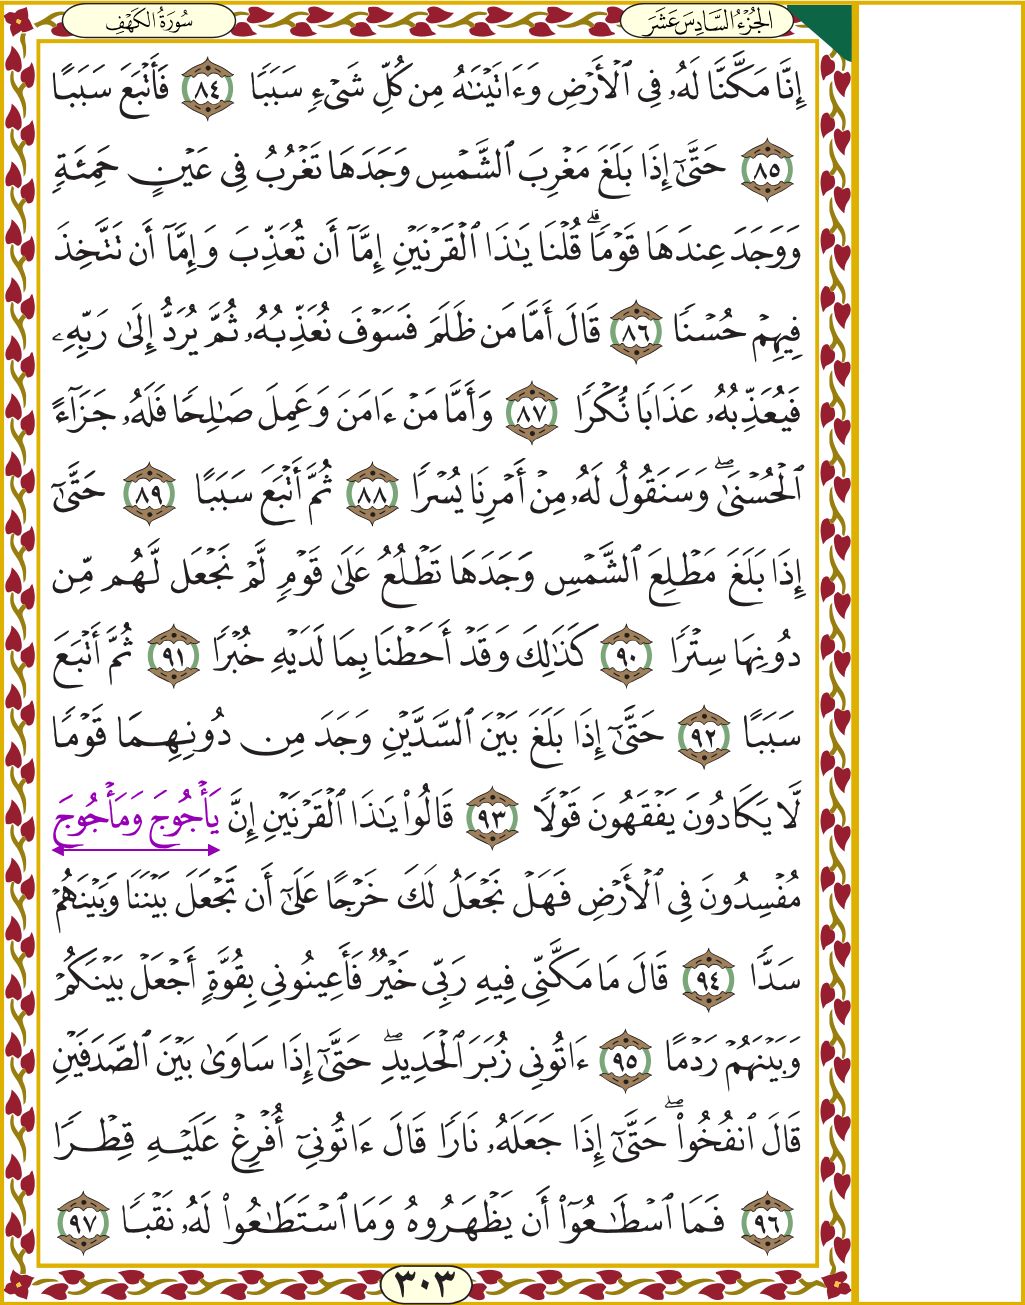 الجُزْءُ السَّادِسَ عَشَرَ
سُورَةُ الكَهْفِ
إِنَّا مَكَّنَّا لَهُۥ فِى ٱلْأَرْضِ وَءَاتَيْنَٰهُ مِن كُلِّ شَىْءٍۢ سَبَبًۭا ٨٤ فَأَتْبَعَ سَبَبًا
٨٥ حَتَّىٰٓ إِذَا بَلَغَ مَغْرِبَ ٱلشَّمْسِ وَجَدَهَا تَغْرُبُ فِى عَيْنٍ حَمِئَةٍۢ
وَوَجَدَ عِندَهَا قَوْمًۭا ۗ قُلْنَا يَٰذَا ٱلْقَرْنَيْنِ إِمَّآ أَن تُعَذِّبَ وَإِمَّآ أَن تَتَّخِذَ
فِيهِمْ حُسْنًۭا ٨٦ قَالَ أَمَّا مَن ظَلَمَ فَسَوْفَ نُعَذِّبُهُۥ ثُمَّ يُرَدُّ إِلَىٰ رَبِّهِۦ
فَيُعَذِّبُهُۥ عَذَابًۭا نُّكْرًۭا ٨٧ وَأَمَّا مَنْ ءَامَنَ وَعَمِلَ صَٰلِحًۭا فَلَهُۥ جَزَآءً
ٱلْحُسْنَىٰ ۖ وَسَنَقُولُ لَهُۥ مِنْ أَمْرِنَا يُسْرًۭا ٨٨ ثُمَّ أَتْبَعَ سَبَبًا ٨٩ حَتَّىٰٓ
إِذَا بَلَغَ مَطْلِعَ ٱلشَّمْسِ وَجَدَهَا تَطْلُعُ عَلَىٰ قَوْمٍۢ لَّمْ نَجْعَل لَّهُم مِّن
دُونِهَا سِتْرًۭا ٩٠ كَذَٰلِكَ وَقَدْ أَحَطْنَا بِمَا لَدَيْهِ خُبْرًۭا ٩١ ثُمَّ أَتْبَعَ
سَبَبًا ٩٢ حَتَّىٰٓ إِذَا بَلَغَ بَيْنَ ٱلسَّدَّيْنِ وَجَدَ مِن دُونِهِمَا قَوْمًۭا
لَّا يَكَادُونَ يَفْقَهُونَ قَوْلًۭا ٩٣ قَالُوا۟ يَٰذَا ٱلْقَرْنَيْنِ إِنَّ يَأْجُوجَ وَمَأْجُوجَ
مُفْسِدُونَ فِى ٱلْأَرْضِ فَهَلْ نَجْعَلُ لَكَ خَرْجًا عَلَىٰٓ أَن تَجْعَلَ بَيْنَنَا وَبَيْنَهُمْ
سَدًّۭا ٩٤ قَالَ مَا مَكَّنِّى فِيهِ رَبِّى خَيْرٌۭ فَأَعِينُونِى بِقُوَّةٍ أَجْعَلْ بَيْنَكُمْ
وَبَيْنَهُمْ رَدْمًا ٩٥ ءَاتُونِى زُبَرَ ٱلْحَدِيدِ ۖ حَتَّىٰٓ إِذَا سَاوَىٰ بَيْنَ ٱلصَّدَفَيْنِ
قَالَ ٱنفُخُوا۟ ۖ حَتَّىٰٓ إِذَا جَعَلَهُۥ نَارًۭا قَالَ ءَاتُونِىٓ أُفْرِغْ عَلَيْهِ قِطْرًۭا
٩٦ فَمَا ٱسْطَٰعُوٓا۟ أَن يَظْهَرُوهُ وَمَا ٱسْتَطَٰعُوا۟ لَهُۥ نَقْبًۭا ٩٧
٣٠٣